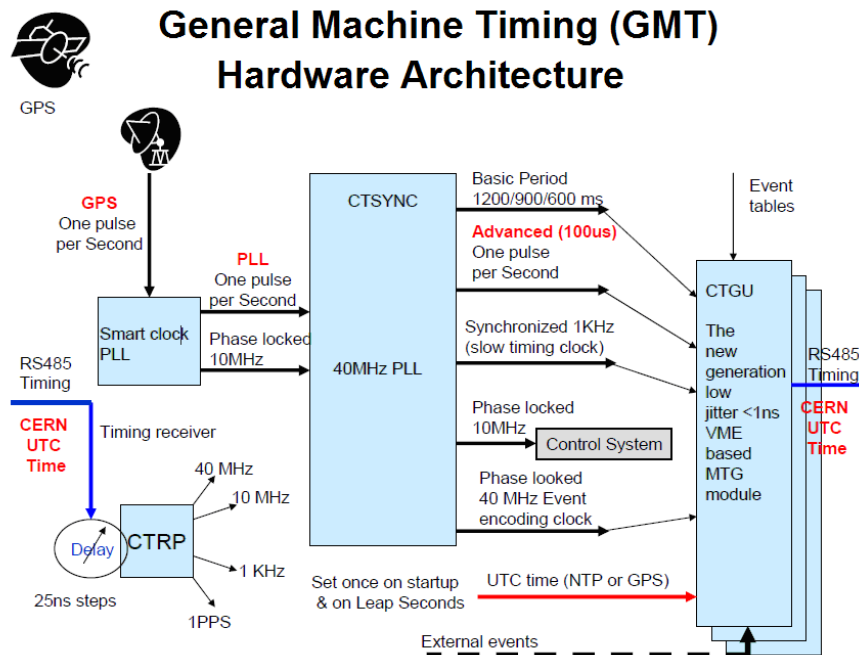 General Machine Timing (GMT)
Hardware Architecture
GPS
GPS
One pulse
per Second
Smart clock
PLL
PLL
One pulse
per Second
Phase locked
10MHz
CTSYNC
40MHz PLL
Basic Period
1200/900/600 ms
Advanced (100us)
One pulse
per Second
Synchronized 1KHz
(slow timing clock)
Phase locked
10MHz
Control System
Phase looked
40 MHz Event
encoding clock
Event
tables
CTGU
The
new
generation
low
jitter <1ns
VME
based
MTG
module
RS485
Timing
CERN
UTC
Time
RS485
Timing
CERN
UTC
Time
Timing receiver
Delay
25ns steps
CTRP
40 MHz
10 MHz
1 KHz
1PPS
Set once on startup
& on Leap Seconds
UTC time (NTP or GPS)
External events